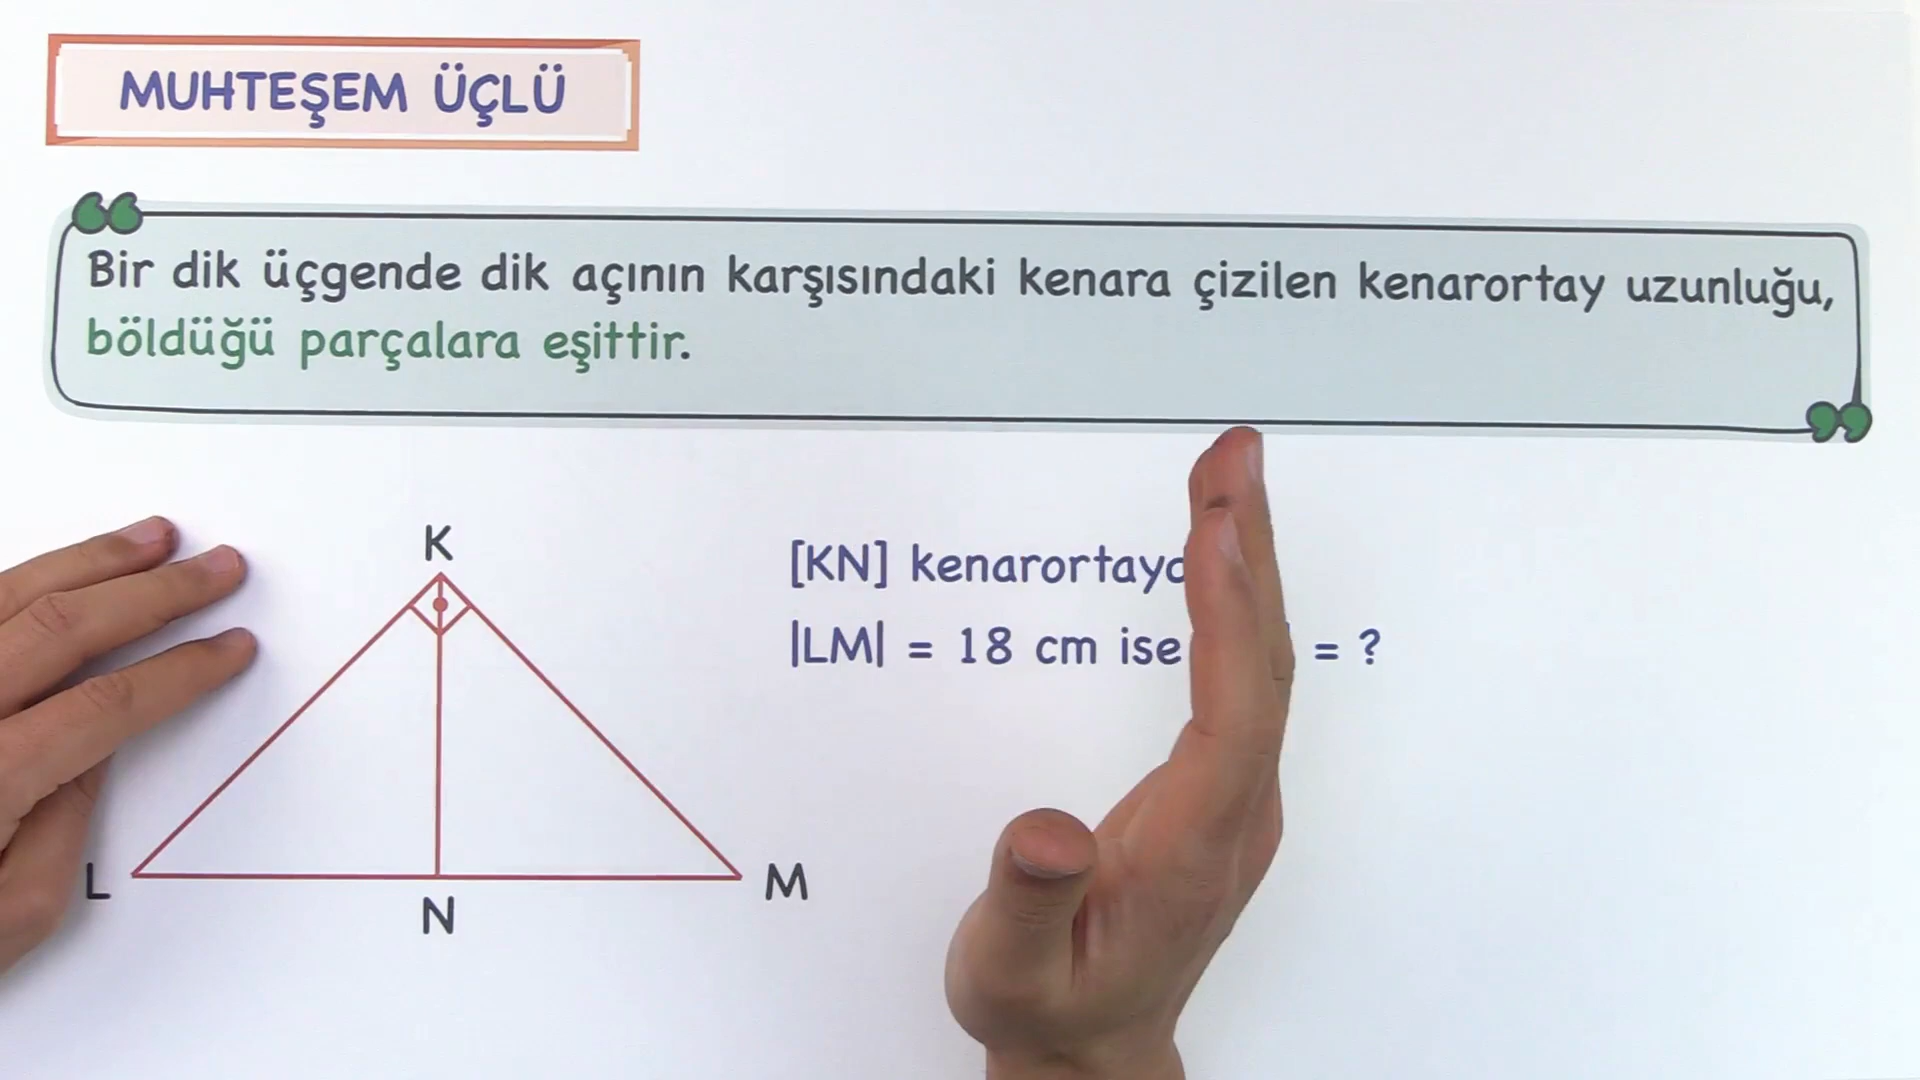 MUHTEŞEM ÜÇLÜ
Bir dik üçgende dik açının karşısındaki kenara çizilen kenarortay uzunluğu,
böldüğü parçalara eşittir.
K
[KN]
|LM| = 18 cm ise = ?
L
M
N